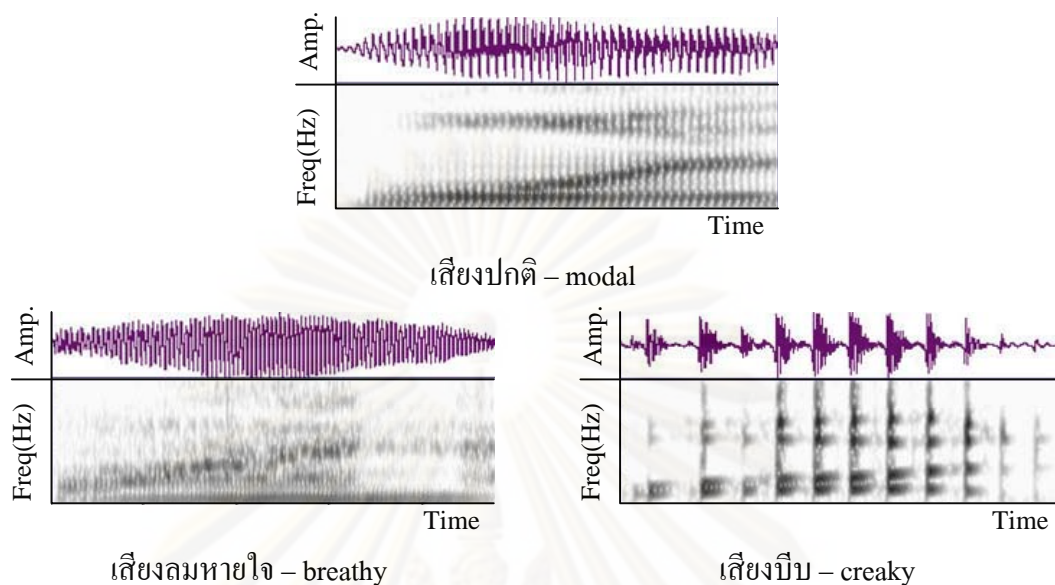 Amp.
Freq(Hz)
Time
เสียงปกติ – modal
Amp.
Freq(Hz)
Time
เสียงลมหายใจ – breathy
Amp.
Freq(Hz)
Time
เสียงบีบ – creaky